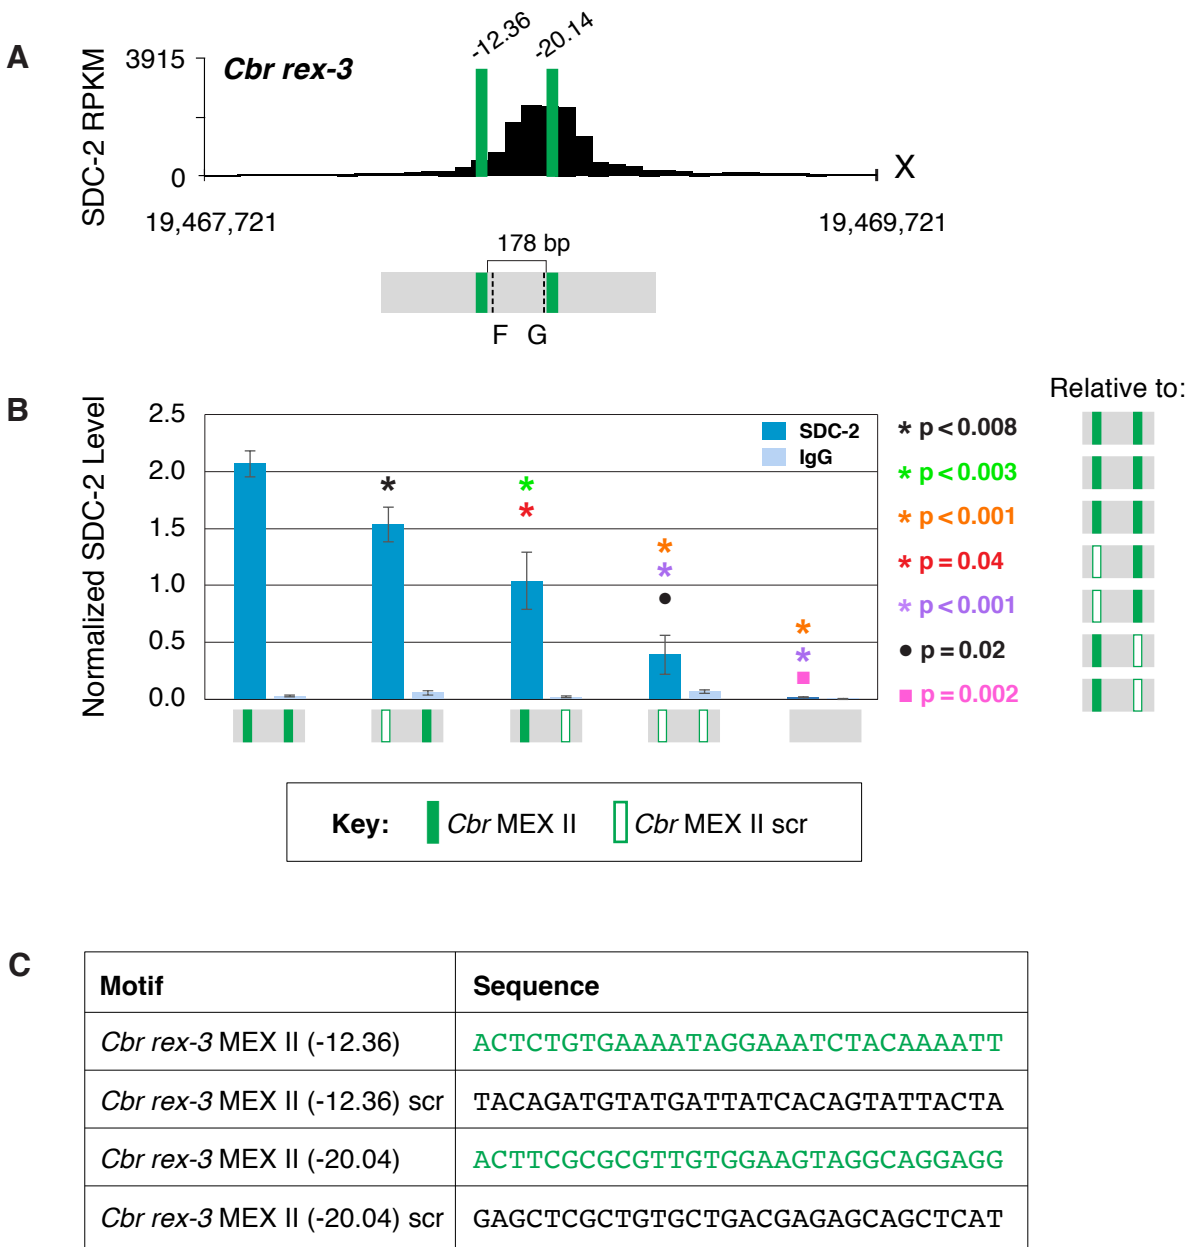 A
SDC-2 RPKM
3915
0
Cbr rex-3
-12.36
-20.14
X
19,467,721
19,469,721
178 bp
F G
B
Normalized SDC-2 Level
2.5
2.0
1.5
1.0
0.5
0.0
SDC-2
IgG
*
*
*
*
*
●
*
*
■
Relative to:
* p < 0.008
* p < 0.003
* p < 0.001
* p = 0.04
* p < 0.001
● p = 0.02
■ p = 0.002
Key: Cbr MEX II Cbr MEX II scr
C
Motif Sequence
Cbr rex-3 MEX II (-12.36) ACTCTGTGAAAATAGGAAATCTACAAAATT
Cbr rex-3 MEX II (-12.36) scr TACAGATGTATGATTATCACAGTATTACTA
Cbr rex-3 MEX II (-20.04) ACTTCGCGCGTTGTGGAAGTAGGCAGGAGG
Cbr rex-3 MEX II (-20.04) scr GAGCTCGCTGTGCTGACGAGAGCAGCTCAT